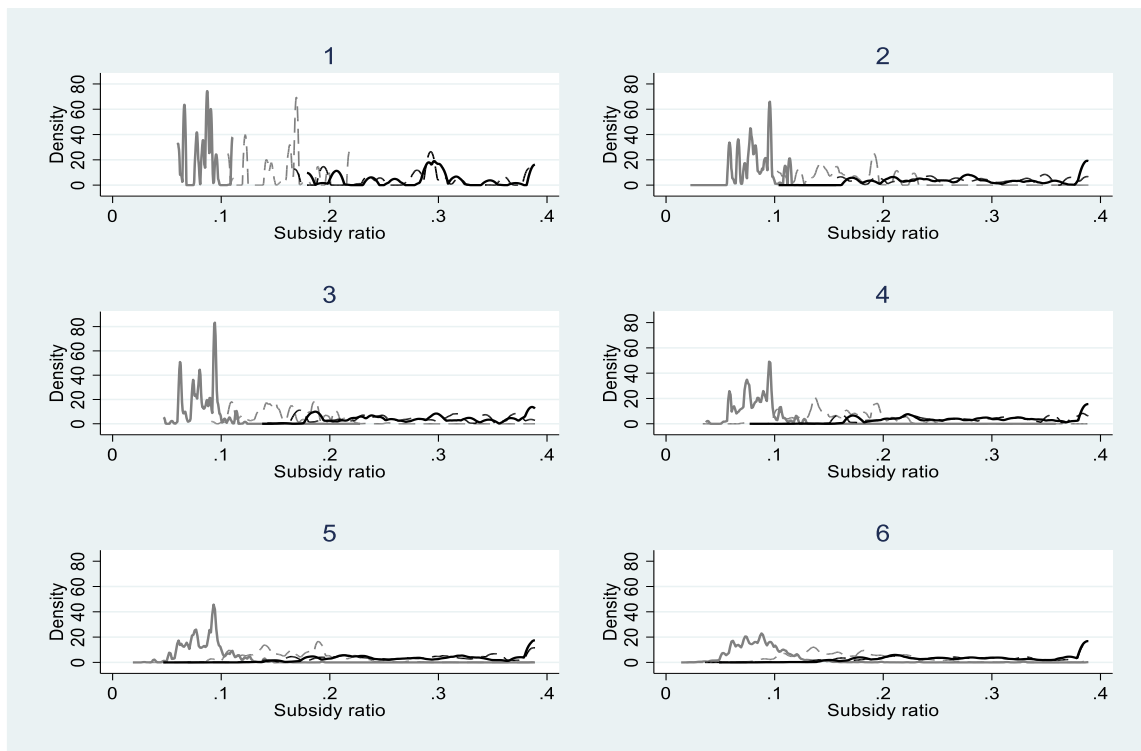 1
Density
0 20 40 60 80
0 .1 .2 .3 .4
Subsidy ratio
2
Density
0 20 40 60 80
0 .1 .2 .3 .4
Subsidy ratio
3
Density
0 20 40 60 80
0 .1 .2 .3 .4
Subsidy ratio
4
Density
0 20 40 60 80
0 .1 .2 .3 .4
Subsidy ratio
5
Density
0 20 40 60 80
0 .1 .2 .3 .4
Subsidy ratio
6
Density
0 20 40 60 80
0 .1 .2 .3 .4
Subsidy ratio